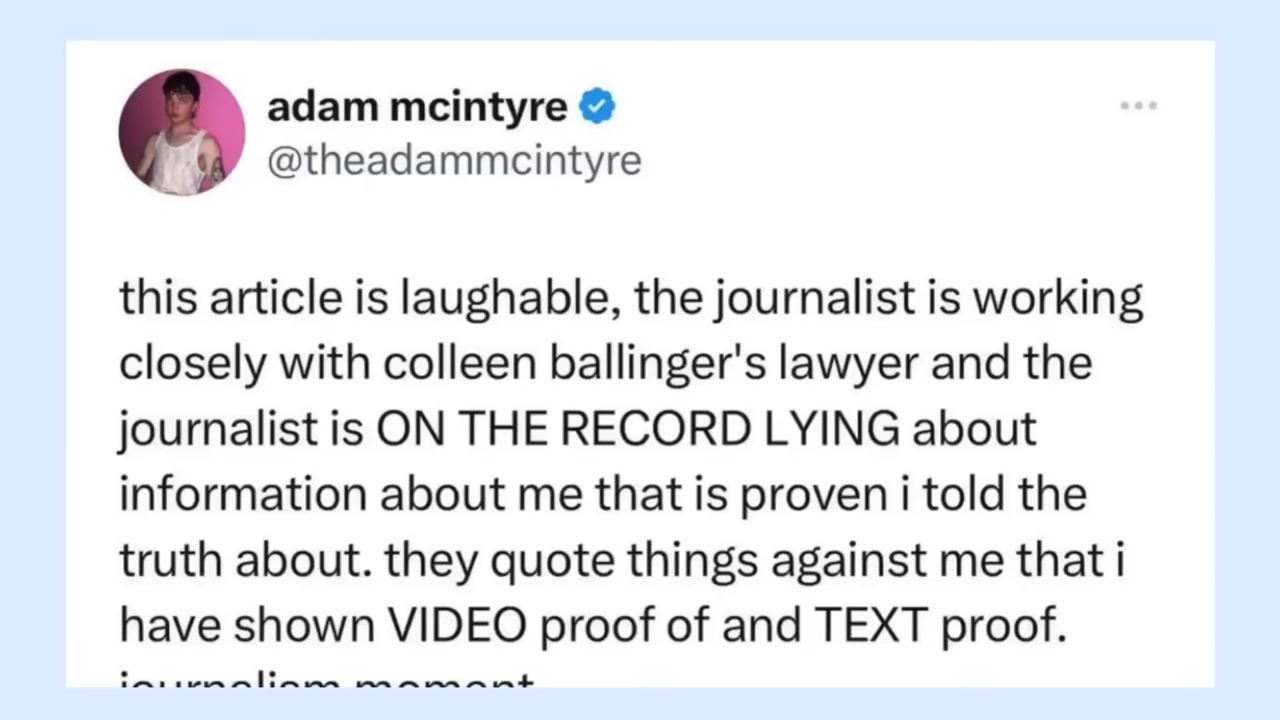 adam mcintyre
@theadammcintyre
this article is laughable, the journalist is working
closely with colleen ballinger's lawyer and the
journalist is ON THE RECORD LYING about
information about me that is proven i told the
truth about. they quote things against me that i
have shown VIDEO proof of and TEXT proof.
journalism moment